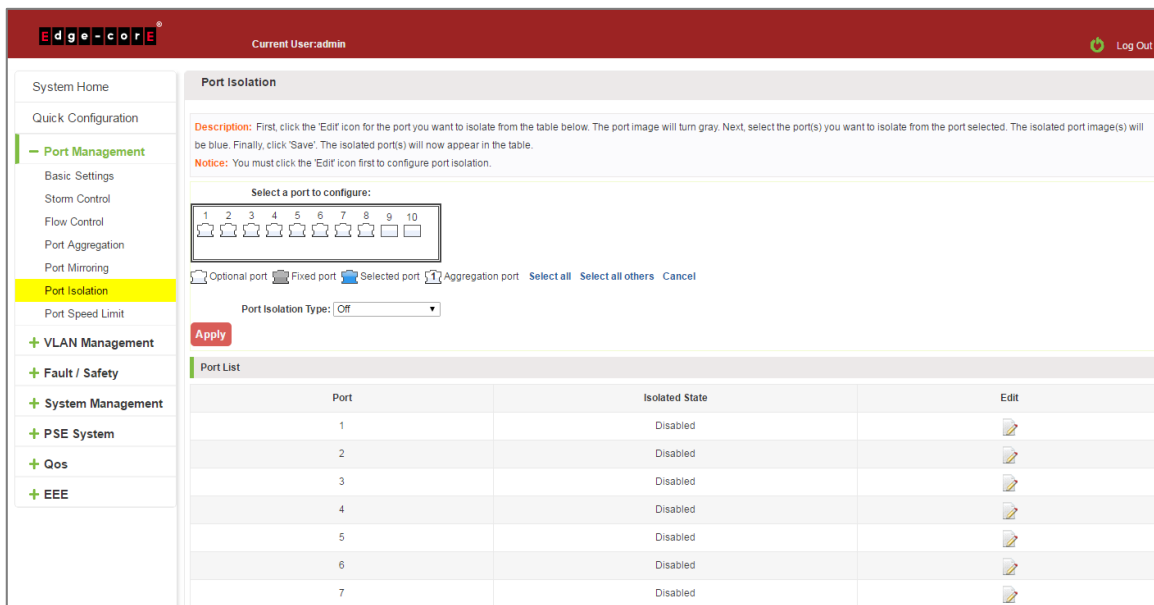 Edge-corE®
Current User:admin
Log Out
System Home
Quick Configuration
− Port Management
Basic Settings
Storm Control
Flow Control
Port Aggregation
Port Mirroring
Port Isolation
Port Speed Limit
+ VLAN Management
+ Fault / Safety
+ System Management
+ PSE System
+ Qos
+ EEE
Port Isolation
Description: First, click the 'Edit' icon for the port you want to isolate from the table below. The port image will turn gray. Next, select the port(s) you want to isolate from the port selected. The isolated port image(s) will
be blue. Finally, click 'Save'. The isolated port(s) will now appear in the table.
Notice: You must click the 'Edit' icon first to configure port isolation.
Select a port to configure:
1 2 3 4 5 6 7 8 9 10
Optional port Fixed port Selected port 1 Aggregation port Select all Select all others Cancel
Port Isolation Type: Off
Apply
Port List
Port Isolated State Edit
1 Disabled
2 Disabled
3 Disabled
4 Disabled
5 Disabled
6 Disabled
7 Disabled